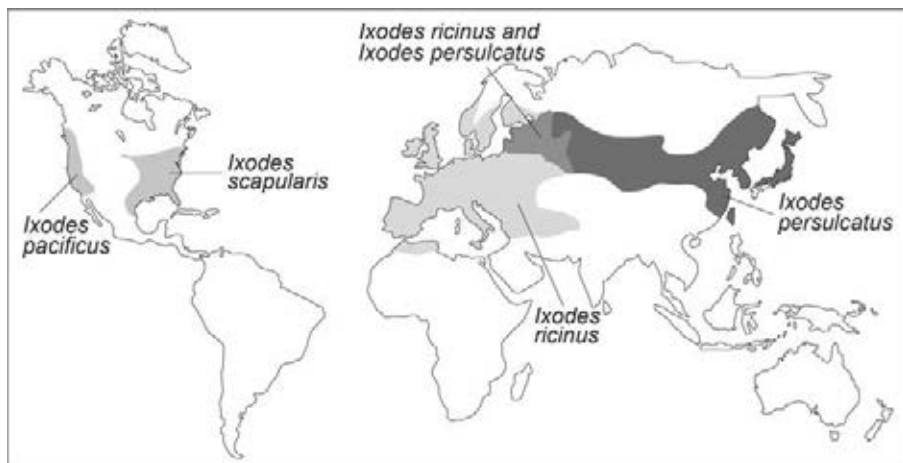 Ixodes ricinus and
Ixodes persulcatus
Ixodes
scapularis
Ixodes
pacificus
Ixodes
persulcatus
Ixodes
ricinus